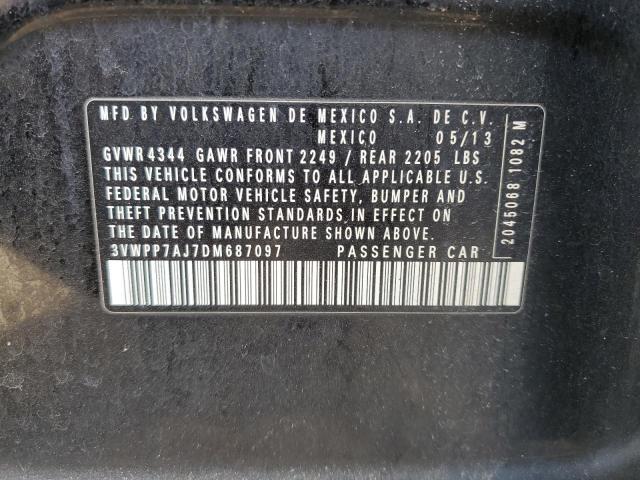 MFD BY VOLKSWAGEN DE MEXICO S.A. DE C.V.
MEXICO 05/13
GVWR 4344 GAWR FRONT 2249 / REAR 2205 LBS
THIS VEHICLE CONFORMS TO ALL APPLICABLE U.S.
FEDERAL MOTOR VEHICLE SAFETY, BUMPER AND
THEFT PREVENTION STANDARDS IN EFFECT ON
THE DATE OF MANUFACTURE SHOWN ABOVE.
3VWPP7AJ7DM687097 PASSENGER CAR
2045068 1082 M